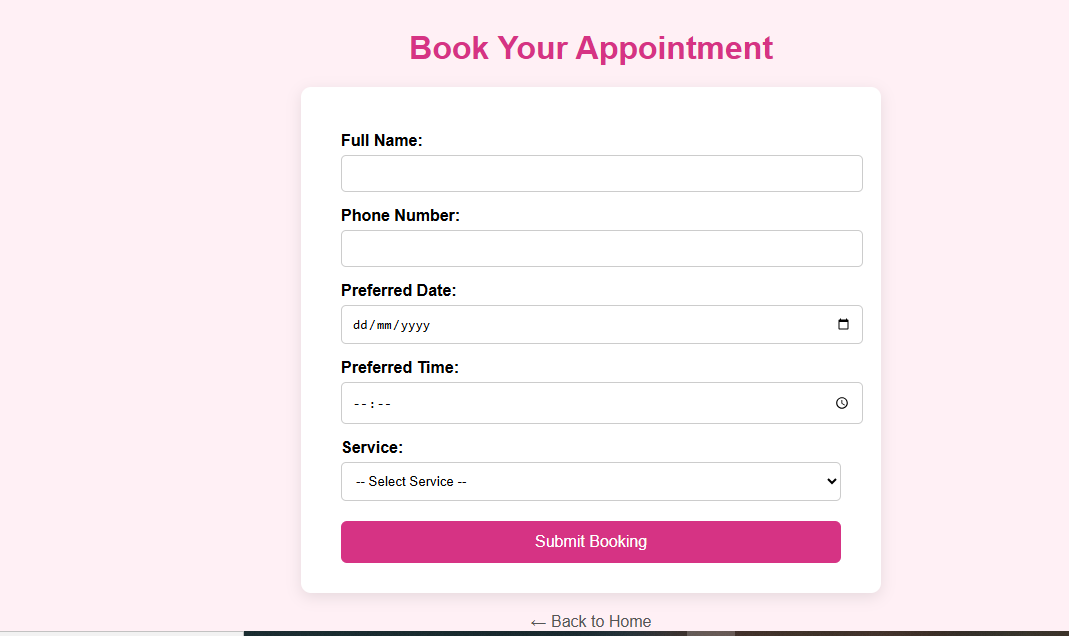 Book Your Appointment
Full Name:
Phone Number:
Preferred Date:
dd/mm/yyyy
Preferred Time:
--:--
Service:
-- Select Service --
Submit Booking
← Back to Home